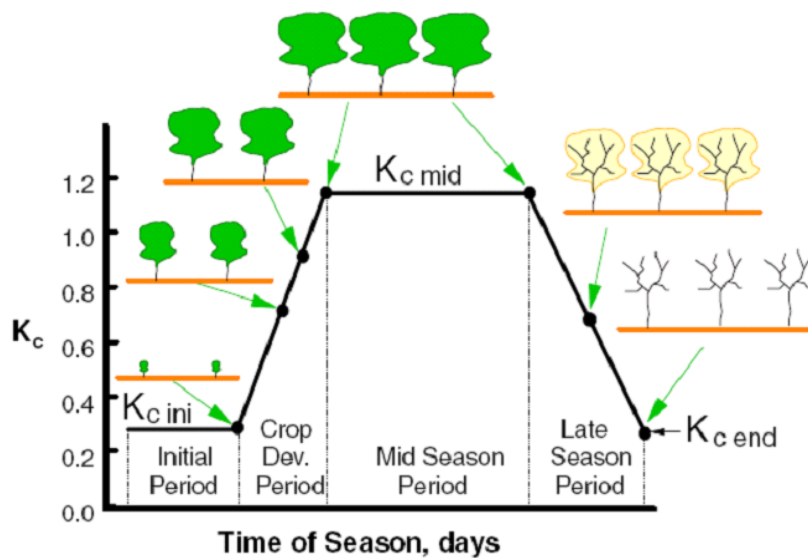 1.2
1.0
0.8
0.6
0.4
0.2
0.0
Kc
Kc mid
Kc ini
Kc end
Initial
Period
Crop
Dev.
Period
Mid Season
Period
Late
Season
Period
Time of Season, days